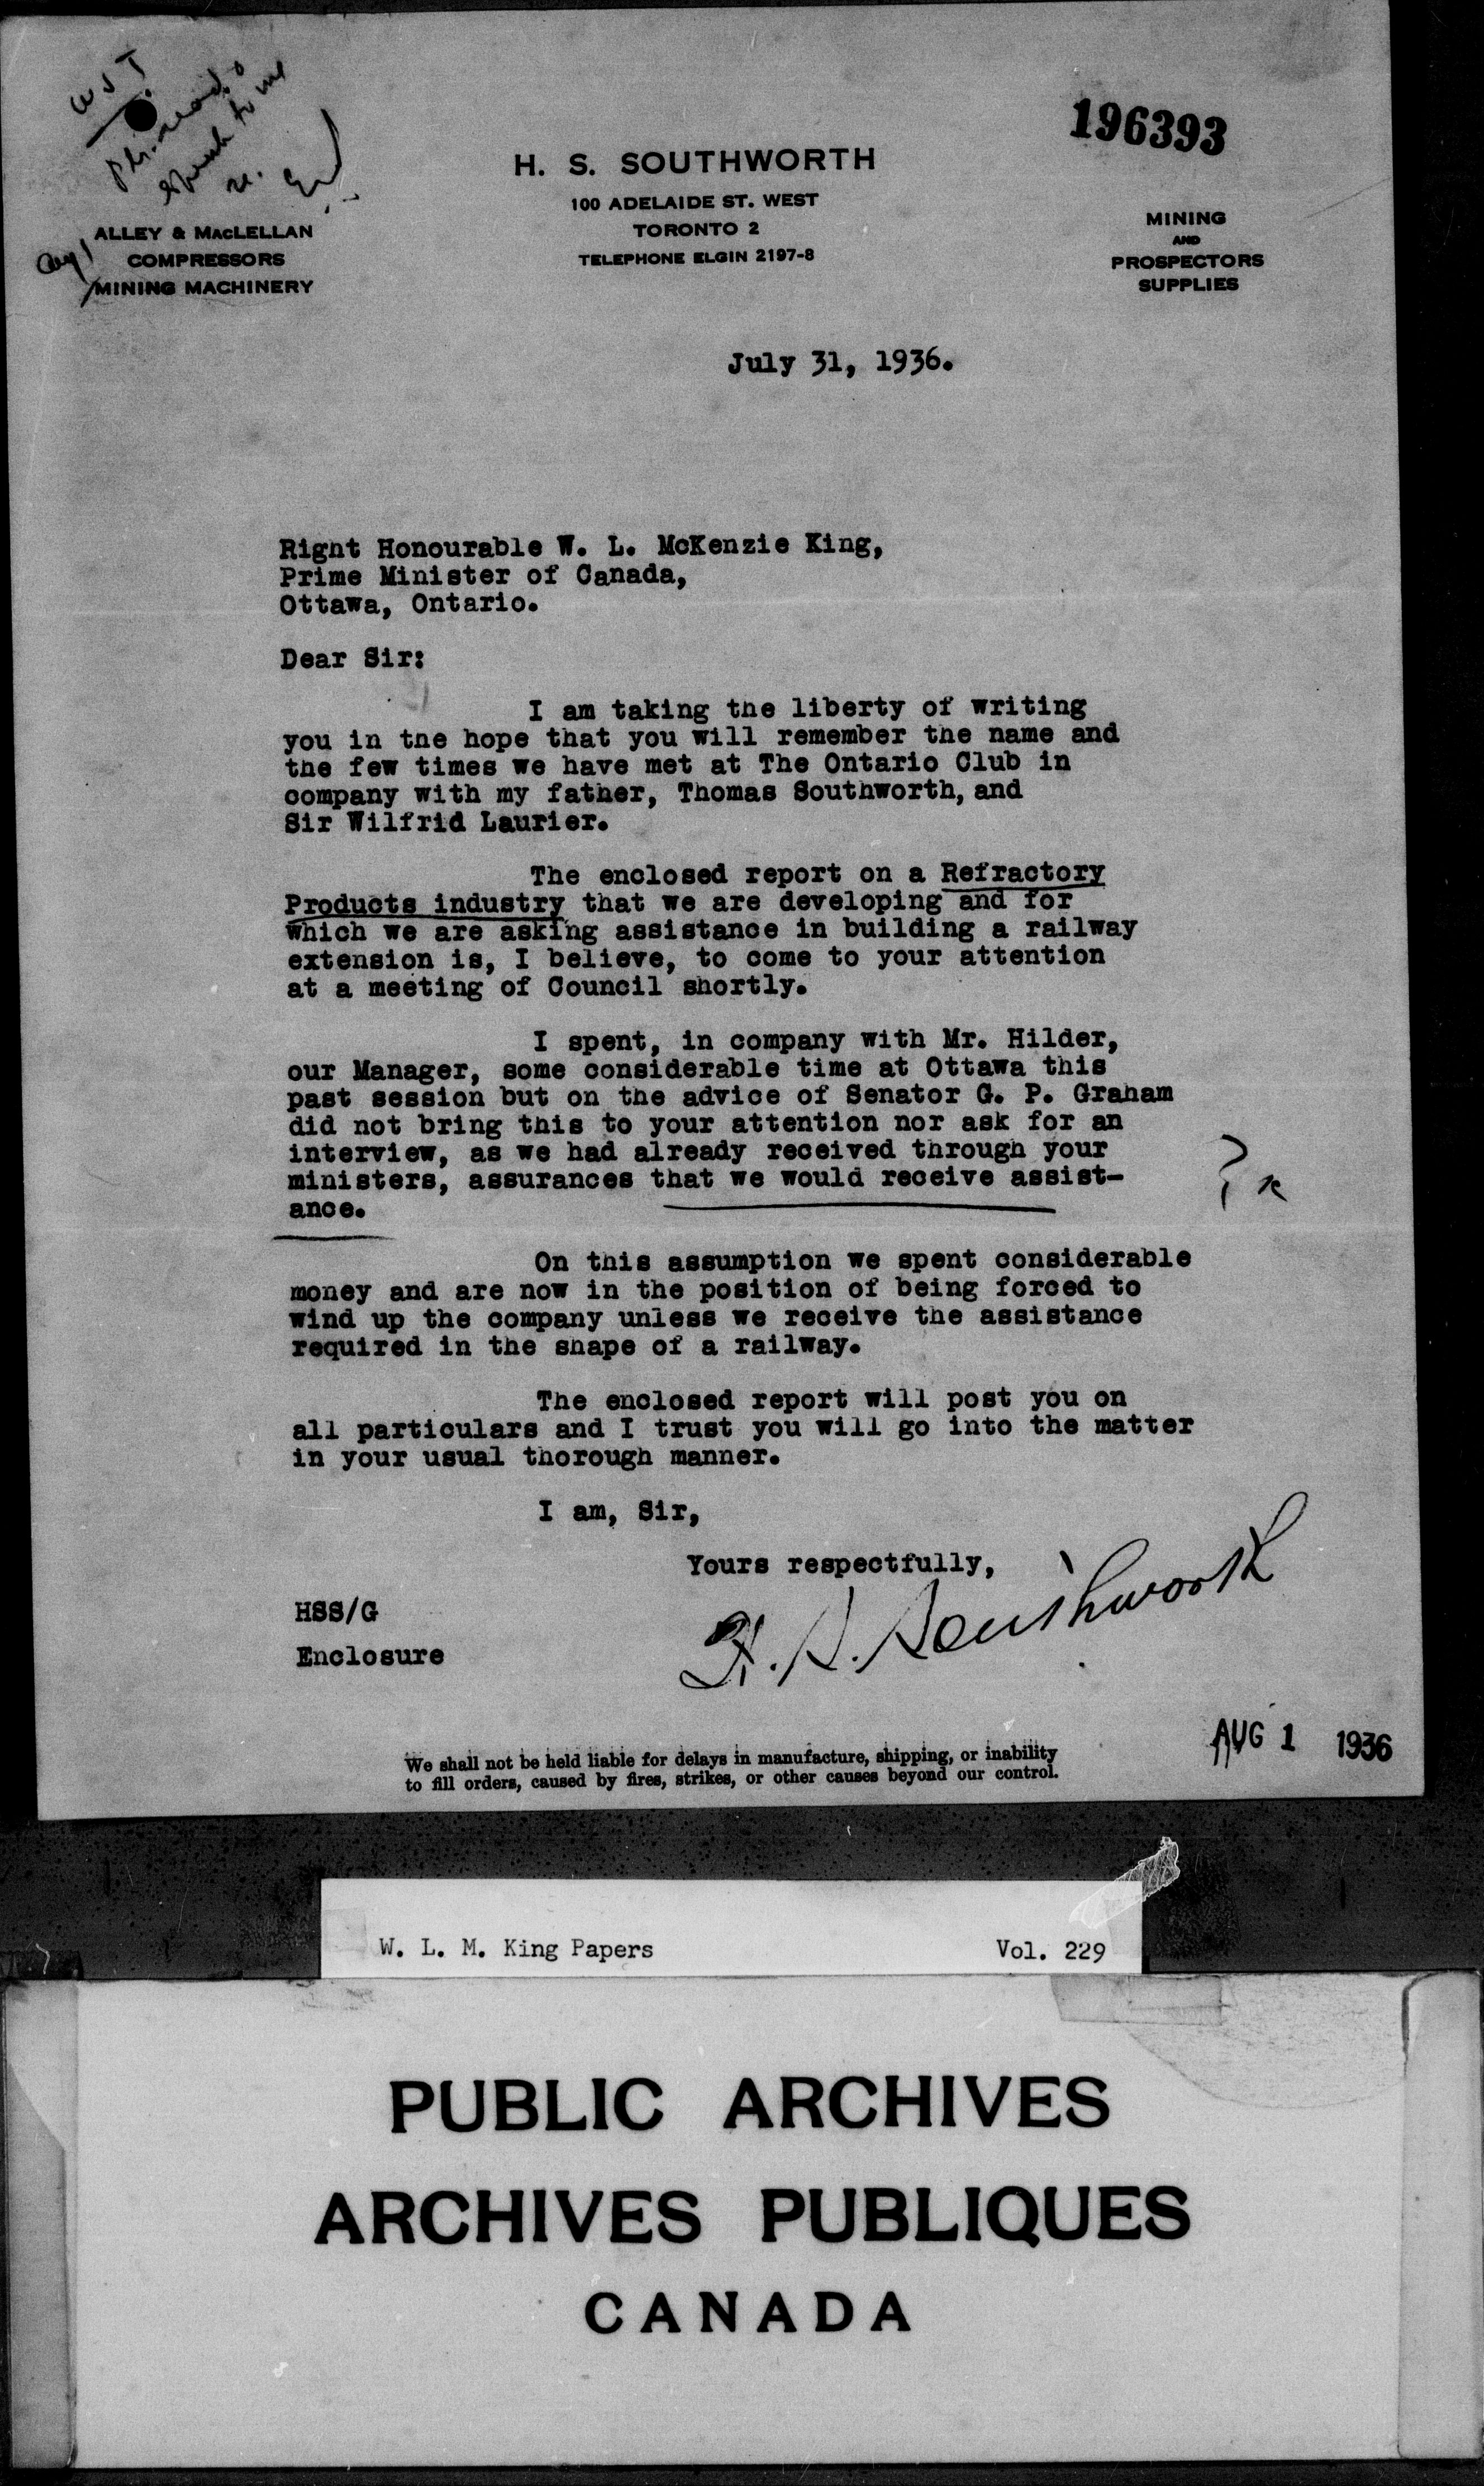 196393
H. S. SOUTHWORTH
100 ADELAIDE ST. WEST
TORONTO 2
TELEPHONE ELGIN 2197-8
ALLEY & MACLELLAN
COMPRESSORS
MINING MACHINERY
MINING
AND
PROSPECTORS
SUPPLIES
July 31, 1936.
Right Honourable W. L. McKenzie King,
Prime Minister of Canada,
Ottawa, Ontario.
Dear Sir:
I am taking the liberty of writing
you in the hope that you will remember the name and
the few times we have met at The Ontario Club in
company with my father, Thomas Southworth, and
Sir Wilfrid Laurier.
The enclosed report on a Refractory
Products industry that we are developing and for
which we are asking assistance in building a railway
extension is, I believe, to come to your attention
at a meeting of Council shortly.
I spent, in company with Mr. Hilder,
our Manager, some considerable time at Ottawa this
past session but on the advice of Senator G. P. Graham
did not bring this to your attention nor ask for an
interview, as we had already received through your
ministers, assurances that we would receive assist-
ance.
?
K
On this assumption we spent considerable
money and are now in the position of being forced to
wind up the company unless we receive the assistance
required in the shape of a railway.
The enclosed report will post you on
all particulars and I trust you will go into the matter
in your usual thorough manner.
I am, Sir,
Yours respectfully,
H. S. Southworth
HSS/G
Enclosure
AUG 1 1936
We shall not be held liable for delays in manufacture, shipping, or inability
to fill orders, caused by fires, strikes, or other causes beyond our control.
W. L. M. King Papers Vol. 229
PUBLIC ARCHIVES
ARCHIVES PUBLIQUES
CANADA